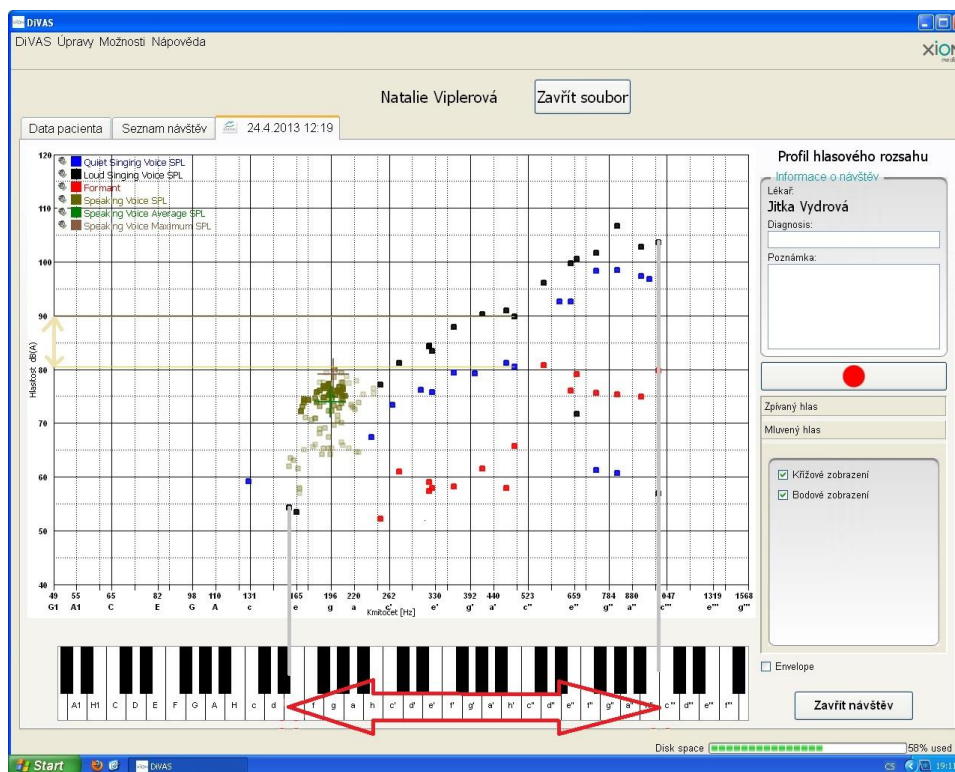 DiVAS
DiVAS Úpravy Možnosti Nápověda
xion
Natalie Viplerová
Zavřít soubor
Data pacienta
Seznam návštěv
24.4.2013 12:19
Quiet Singing Voice SPL
Loud Singing Voice SPL
Formant
Speaking Voice SPL
Speaking Voice Average SPL
Speaking Voice Maximum SPL
120
110
100
90
80
70
60
50
40
Hlasitost dB(A)
49 55 65 82 98 110 131 165 196 220 262 330 392 440 523 659 784 880 1047 1319 1568
G1 A1 C E G A c e g a c' e' g' a' c'' e'' g'' a'' c''' e''' g'''
Kmitočet [Hz]
A1 H1 C D E F G A H c d f g a h c' d' e' f' g' a' h' c'' d'' e'' f'' g'' a'' c''' d''' e''' f'''
Profil hlasového rozsahu
Informace o návštěv
Lékař:
Jitka Vydrová
Diagnosis:
Poznámka:
Zpívaný hlas
Mluvený hlas
Křížové zobrazení
Bodové zobrazení
Envelope
Zavřít návštěv
Disk space
58% used
Start
DiVAS
CS
19:11